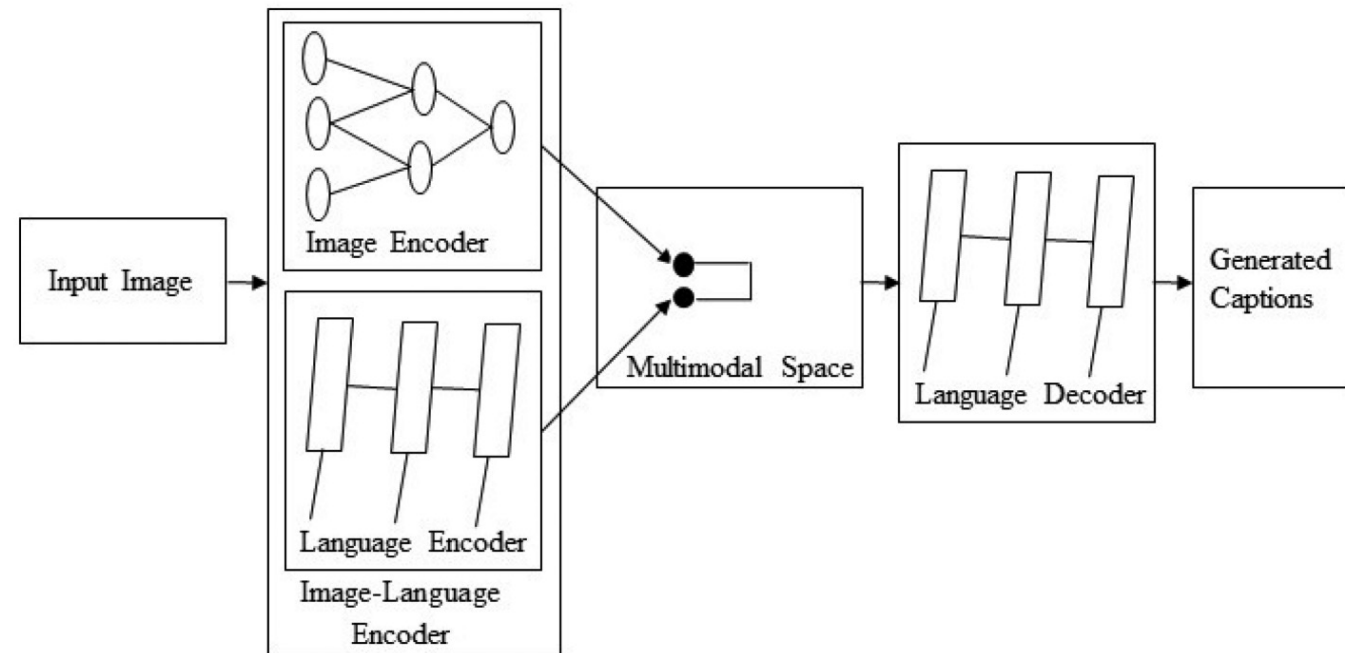 Input Image
Image Encoder
Language Encoder
Image-Language
Encoder
Multimodal Space
Language Decoder
Generated
Captions